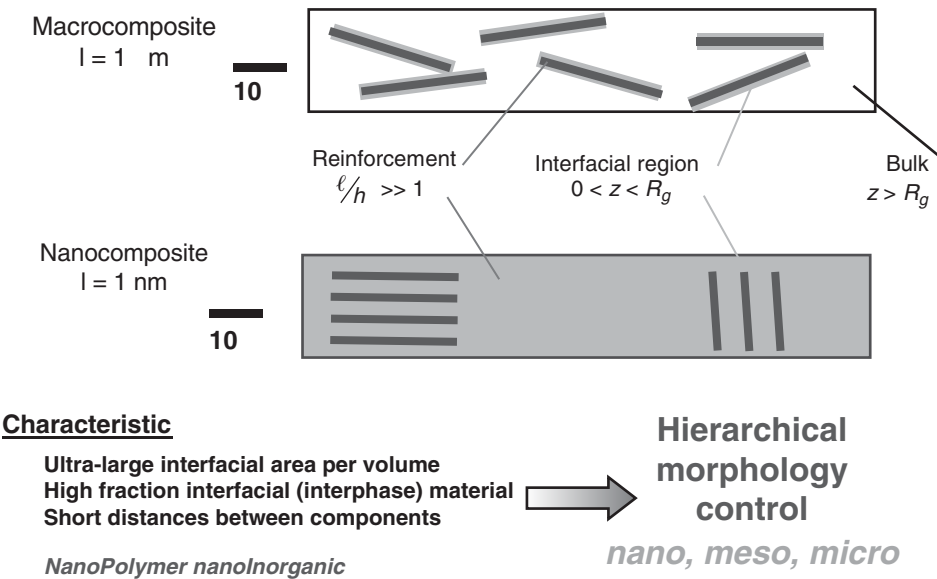 Macrocomposite
l = 1 m
10
Reinforcement
ℓ/h >> 1
Interfacial region
0 < z < Rg
Bulk
z > Rg
Nanocomposite
l = 1 nm
10
Characteristic
Ultra-large interfacial area per volume
High fraction interfacial (interphase) material
Short distances between components
NanoPolymer nanoInorganic
Hierarchical
morphology
control
nano, meso, micro